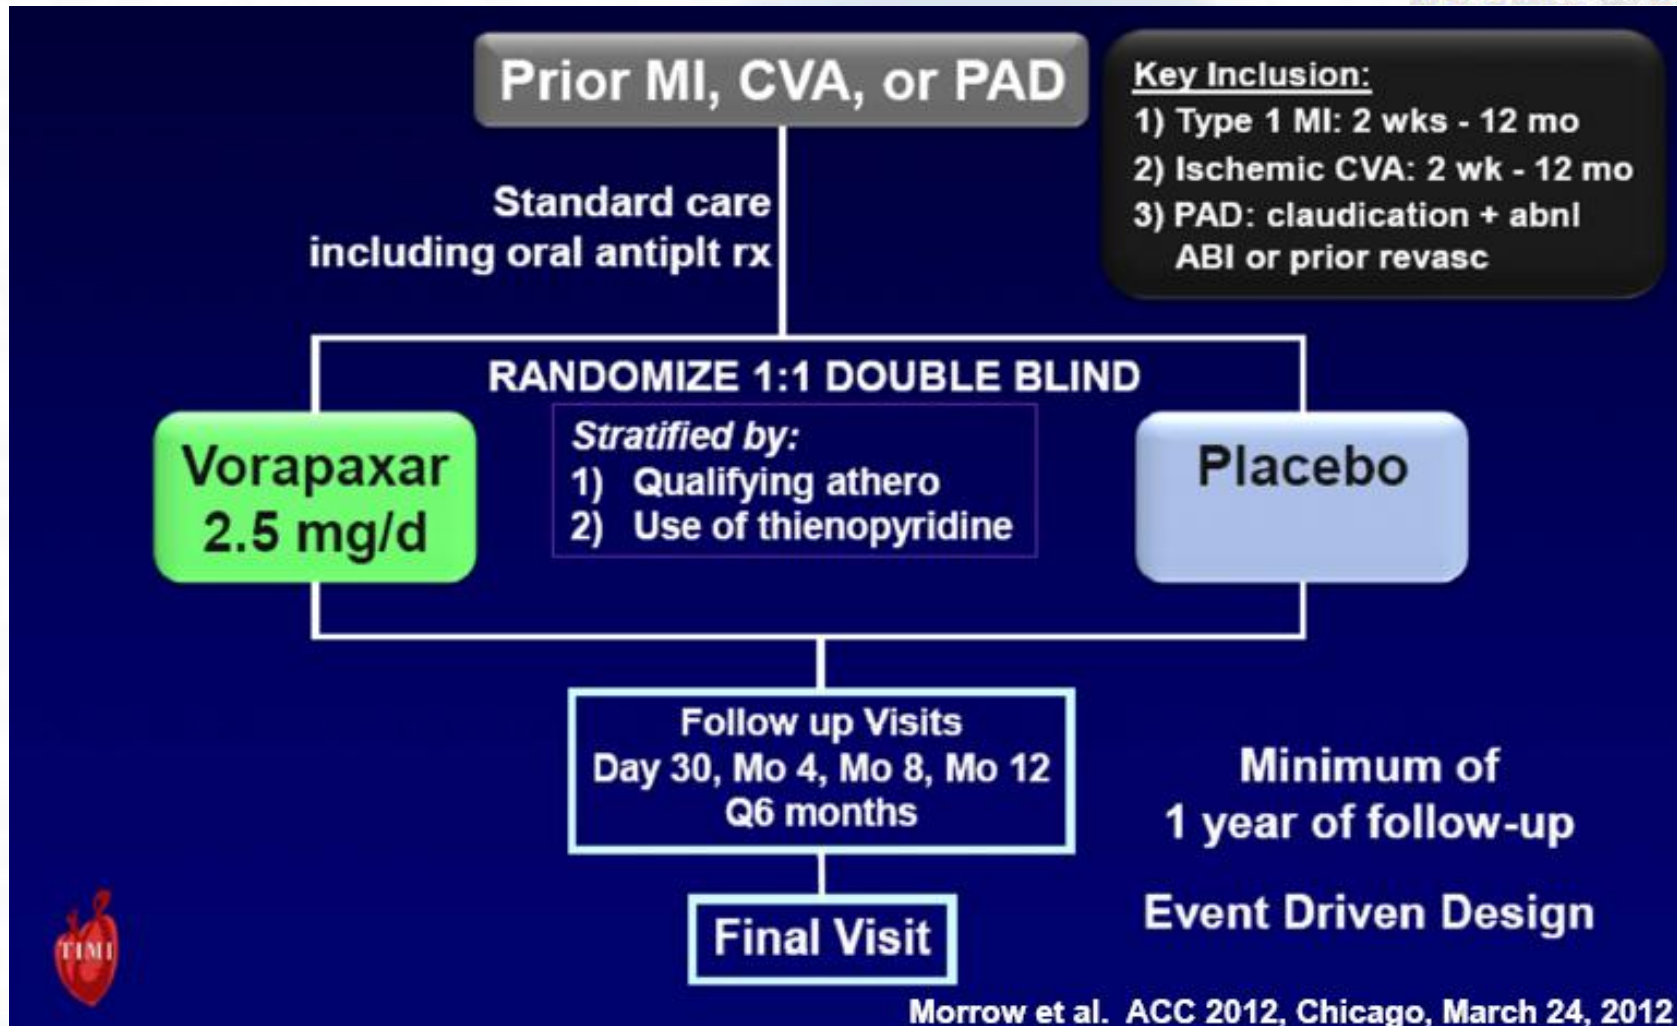 Prior MI, CVA, or PAD
Key Inclusion:
1) Type 1 MI: 2 wks - 12 mo
2) Ischemic CVA: 2 wk - 12 mo
3) PAD: claudication + abnl
ABI or prior revasc
Standard care
including oral antiplt rx
RANDOMIZE 1:1 DOUBLE BLIND
Vorapaxar
2.5 mg/d
Stratified by:
1) Qualifying athero
2) Use of thienopyridine
Placebo
Follow up Visits
Day 30, Mo 4, Mo 8, Mo 12
Q6 months
Minimum of
1 year of follow-up
Final Visit
Event Driven Design
TIMI
Morrow et al. ACC 2012, Chicago, March 24, 2012